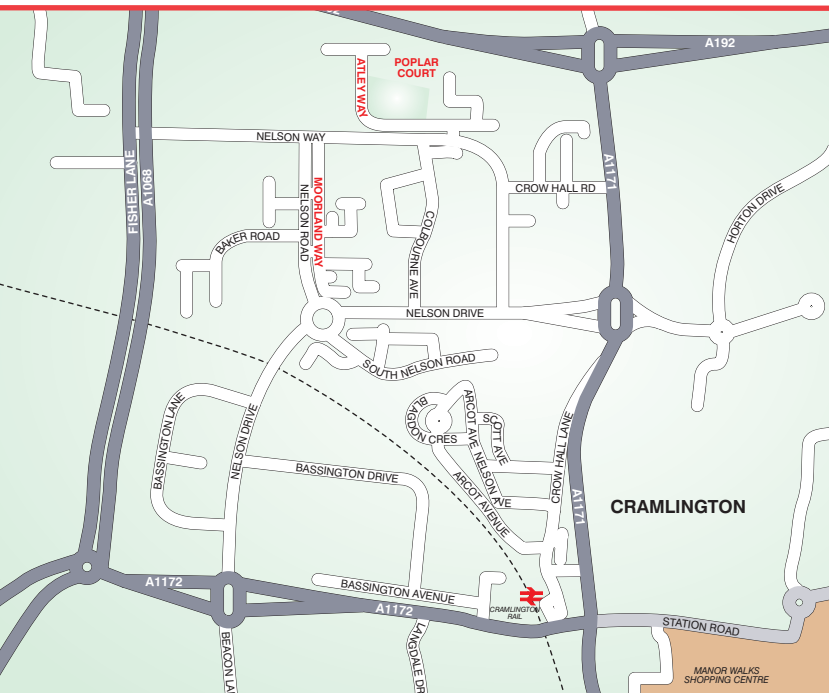 A192
POPLAR
COURT
ATLEY WAY
NELSON WAY
FISHER LANE
A1068
MOORLAND WAY
NELSON ROAD
A1171
CROW HALL RD
HORTON DRIVE
BAKER ROAD
COLBOURNE AVE
NELSON DRIVE
SOUTH NELSON ROAD
BASSINGTON LANE
NELSON DRIVE
BLAGDON CRES
ARCOT AVE
SCOTT AVE
NELSON AVE
CROW HALL LANE
BASSINGTON DRIVE
ARCOT AVENUE
A1171
CRAMLINGTON
A1172
BASSINGTON AVENUE
A1172
CRAMLINGTON
RAIL
STATION ROAD
LANGDALE DR
MANOR WALKS
SHOPPING CENTRE